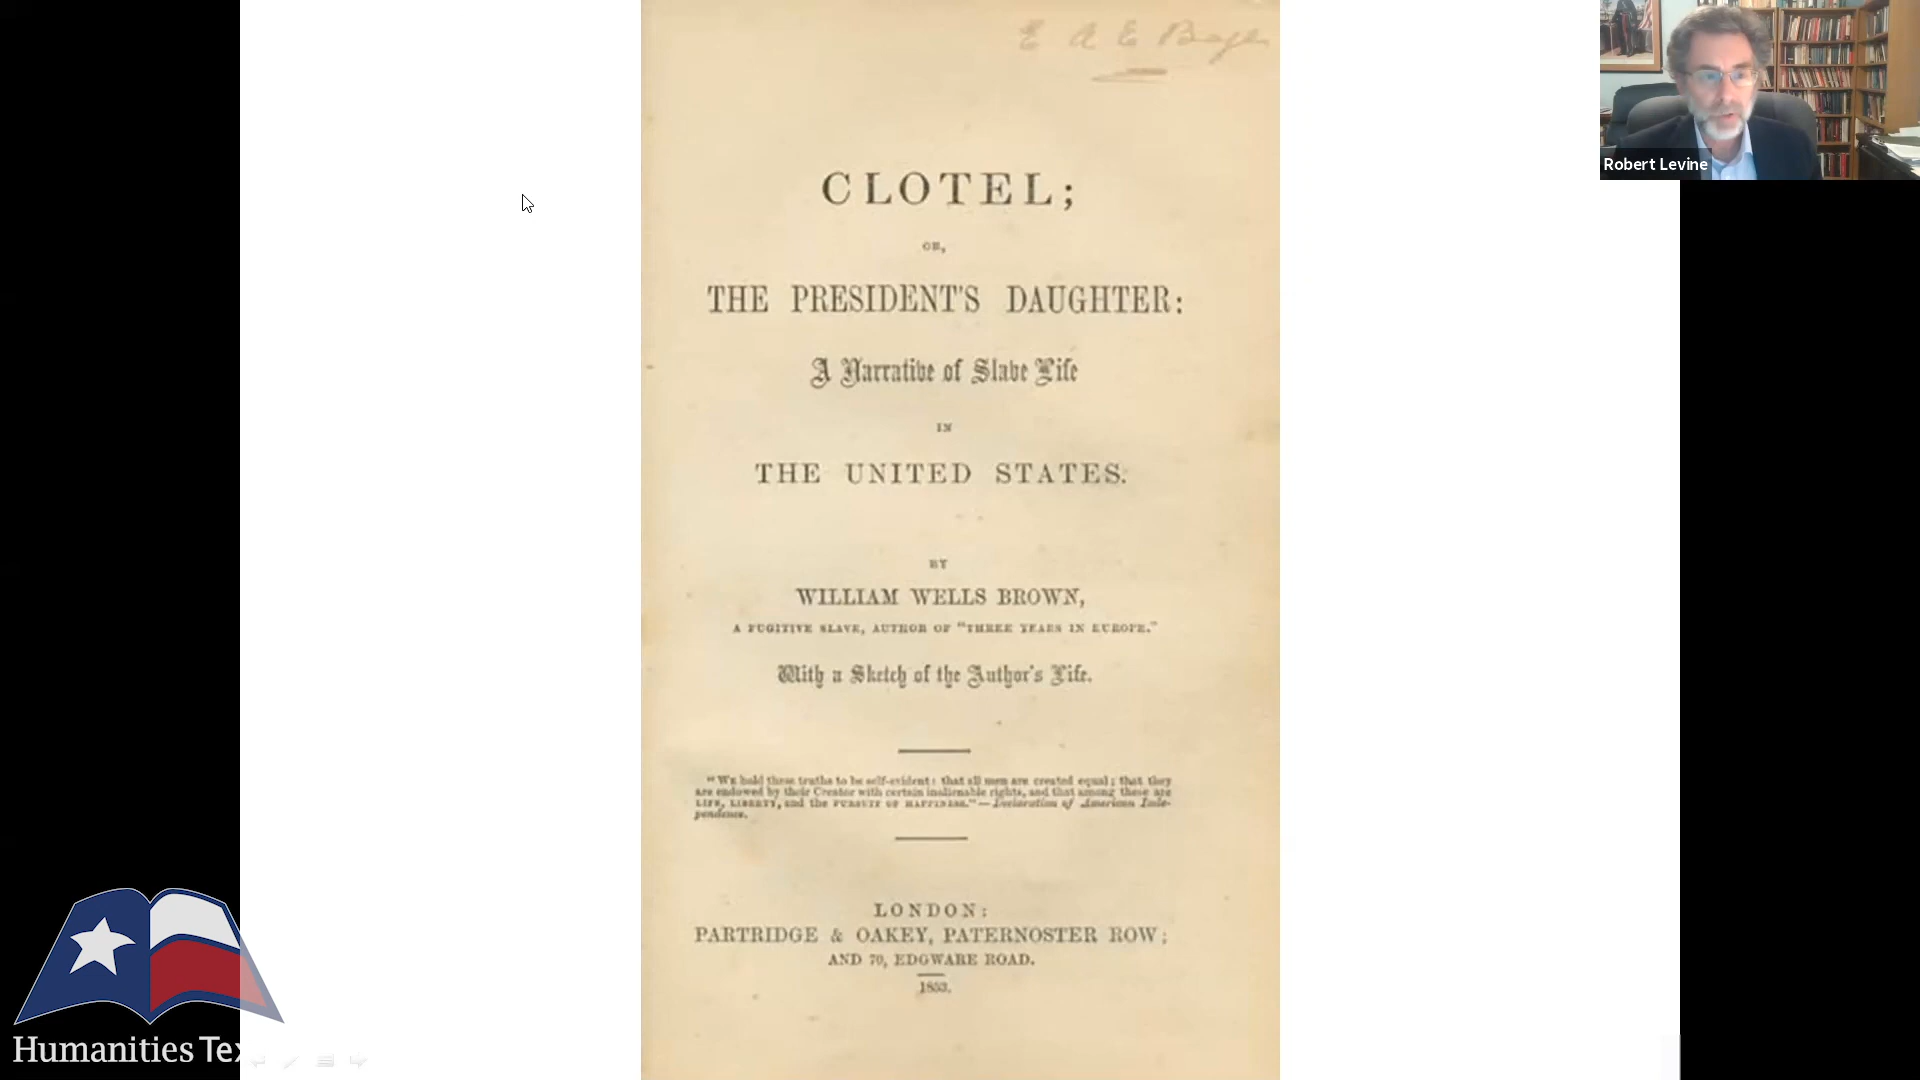 E A E
CLOTEL;
OR,
THE PRESIDENT'S DAUGHTER:
A Narrative of Slave Life
IN
THE UNITED STATES.
BY
WILLIAM WELLS BROWN,
A FUGITIVE SLAVE, AUTHOR OF "THREE YEARS IN EUROPE."
With a Sketch of the Author's Life.
"WE hold these truths to be self-evident: that all men are created equal; that they
are endowed by their Creator with certain inalienable rights, and that among these are
LIFE, LIBERTY, and the PURSUIT OF HAPPINESS."—Declaration of American Inde-
pendence.
LONDON:
PARTRIDGE & OAKEY, PATERNOSTER ROW;
AND 70, EDGWARE ROAD.
1853.
Robert Levine
Humanities Tex